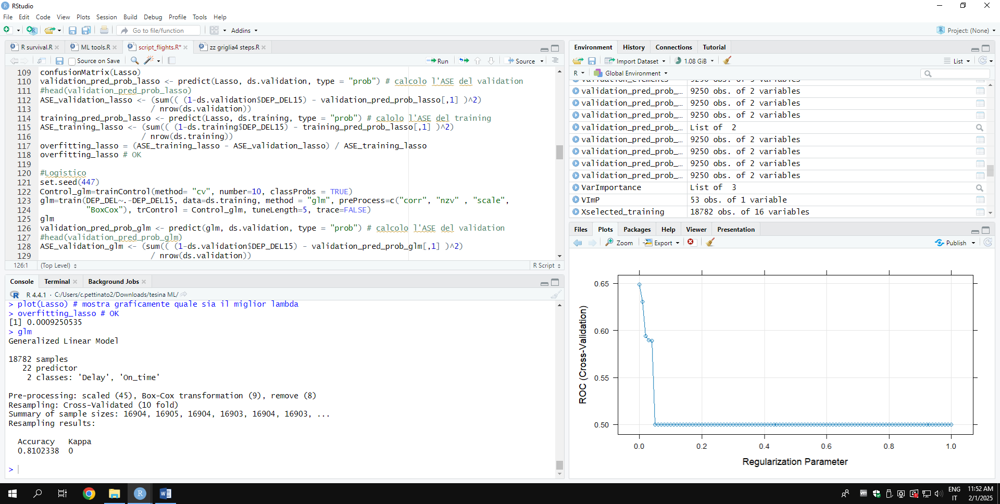 RStudio
File Edit Code View Plots Session Build Debug Profile Tools Help
Go to file/function Addins Project: (None)
R survival.R ML tools.R script_flights.R* zz griglia4 steps.R
Source on Save Run Source
109 confusionMatrix(Lasso)
110 validation_pred_prob_lasso <- predict(Lasso, ds.validation, type = "prob") # calcolo l'ASE del validation
111 #head(validation_pred_prob_lasso)
112 ASE_validation_lasso <- (sum(( (1-ds.validation$DEP_DEL15) - validation_pred_prob_lasso[,1] )^2)
113 / nrow(ds.validation))
114 training_pred_prob_lasso <- predict(Lasso, ds.training, type = "prob") # calolo l'ASE del training
115 ASE_training_lasso <- (sum(( (1-ds.training$DEP_DEL15) - training_pred_prob_lasso[,1] )^2)
116 / nrow(ds.training))
117 overfitting_lasso = (ASE_training_lasso - ASE_validation_lasso) / ASE_training_lasso
118 overfitting_lasso # OK
119
120 #Logistico
121 set.seed(447)
122 Control_glm=trainControl(method= "cv", number=10, classProbs = TRUE)
123 glm=train(DEP_DEL~.-DEP_DEL15, data=ds.training, method = "glm", preProcess=c("corr", "nzv" , "scale",
124 "BoxCox"), trControl = Control_glm, tuneLength=5, trace=FALSE)
125 glm
126 validation_pred_prob_glm <- predict(glm, ds.validation, type = "prob") # calcolo l'ASE del validation
127 #head(validation_pred_prob_glm)
128 ASE_validation_glm <- (sum(( (1-ds.validation$DEP_DEL15) - validation_pred_prob_glm[,1] )^2)
129 / nrow(ds.validation))
126:1 (Top Level) R Script
Console Terminal Background Jobs
R 4.4.1 · C:/Users/c.pettinato2/Downloads/tesina ML/
> plot(Lasso) # mostra graficamente quale sia il miglior lambda
> overfitting_lasso # OK
[1] 0.0009250535
> glm
Generalized Linear Model
18782 samples
22 predictor
2 classes: 'Delay', 'On_time'
Pre-processing: scaled (45), Box-Cox transformation (9), remove (8)
Resampling: Cross-Validated (10 fold)
Summary of sample sizes: 16904, 16905, 16904, 16903, 16904, 16903, ...
Resampling results:
Accuracy Kappa
0.8102338 0
>
Environment History Connections Tutorial
Import Dataset 1.08 GiB List
R Global Environment
validation_pred_prob_… 9250 obs. of 2 variables
validation_pred_prob_… 9250 obs. of 2 variables
validation_pred_prob_… 9250 obs. of 2 variables
validation_pred_prob_… List of 2
validation_pred_prob_… 9250 obs. of 2 variables
validation_pred_prob_… 9250 obs. of 2 variables
validation_pred_prob_… 9250 obs. of 2 variables
validation_pred_prob_… 9250 obs. of 2 variables
VarImportance List of 3
VImP 53 obs. of 1 variable
Xselected_training 18782 obs. of 16 variables
Files Plots Packages Help Viewer Presentation
Zoom Export Publish
0.65
0.60
0.55
0.50
ROC (Cross-Validation)
0.0 0.2 0.4 0.6 0.8 1.0
Regularization Parameter
ENG
IT
11:52 AM
2/1/2025